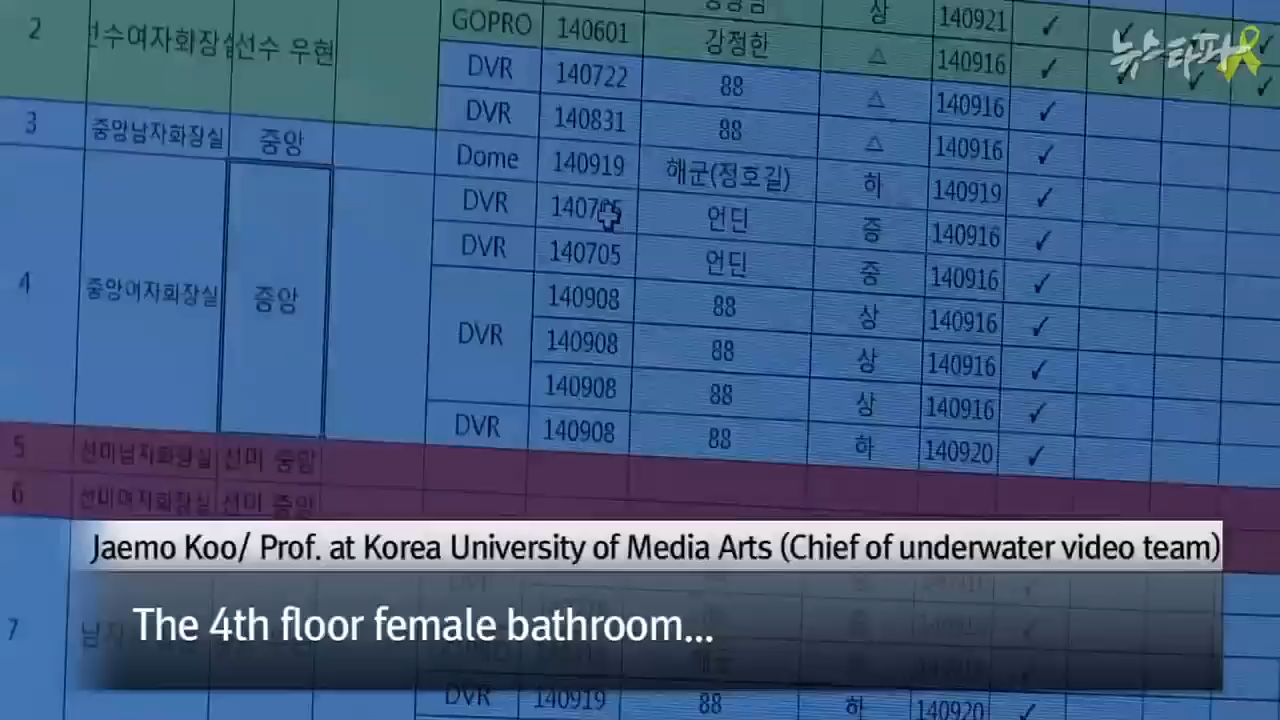 GOPRO 140601 강정한 상 140921 ✓ ✓
2 선수여자화장실 선수 우현 DVR 140722 88 △ 140916 ✓ ✓ ✓ ✓
뉴스타파
DVR 140831 88 △ 140916 ✓
3 중앙남자화장실 중앙 Dome 140919 해군(정호길) 하 140919 ✓
DVR 언딘 중 140916 ✓
DVR 140705 언딘 중 140916 ✓
4 중앙여자화장실 중앙 DVR 140908 88 상 140916 ✓
140908 88 상 140916 ✓
140908 88 상 140916 ✓
DVR 140908 88 하 140920 ✓
5 선미남자화장실 선미 중앙
6 선미여자화장실 선미 중앙
Jaemo Koo/ Prof. at Korea University of Media Arts (Chief of underwater video team)
The 4th floor female bathroom...
7
DVR 140919 88 하 140920 ✓